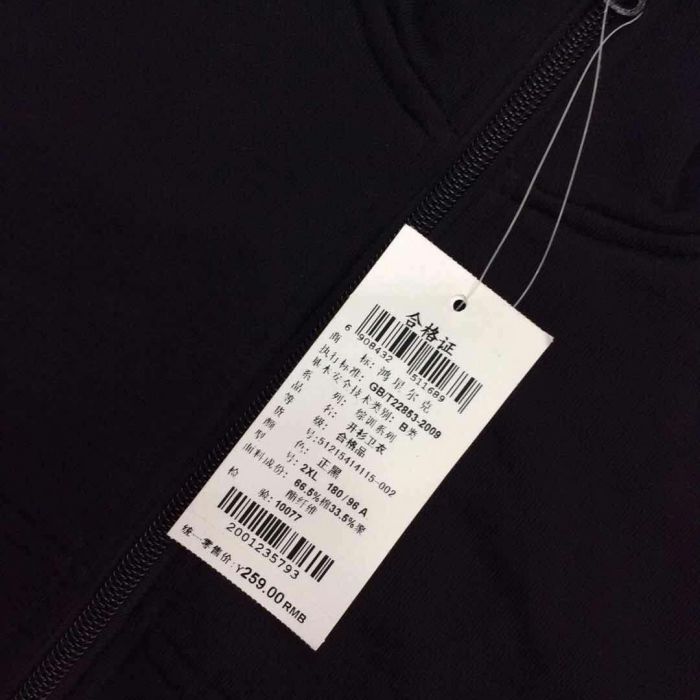 合格证
6 908432 511689
商 标: 鸿星尔克
执行标准: GB/T22853-2009
基本安全技术类别: B类
系 列: 综训系列
品 名: 开衫卫衣
等 级: 合格品
货 号: 51215414115-002
颜 色: 正黑
型 号: 2XL 180/96 A
面料成份: 66.5%棉33.5%聚
酯纤维
检 验: 10077
2001235793
统一零售价: ¥259.00 RMB